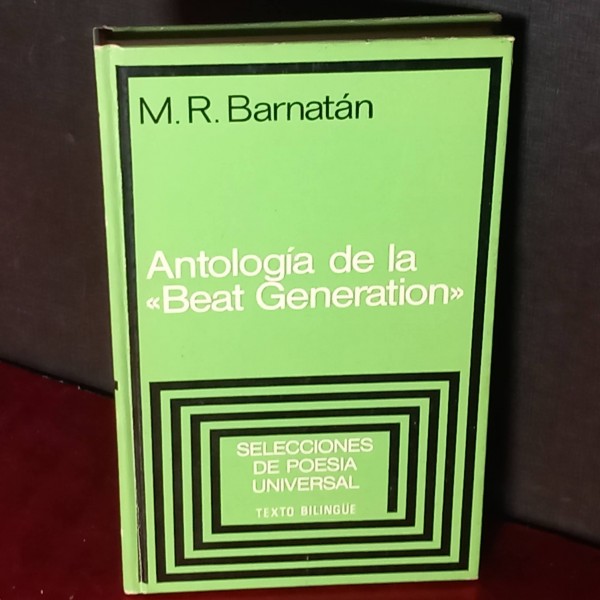 M. R. Barnatán
Antología de la
«Beat Generation»
SELECCIONES
DE POESIA
UNIVERSAL
TEXTO BILINGÜE